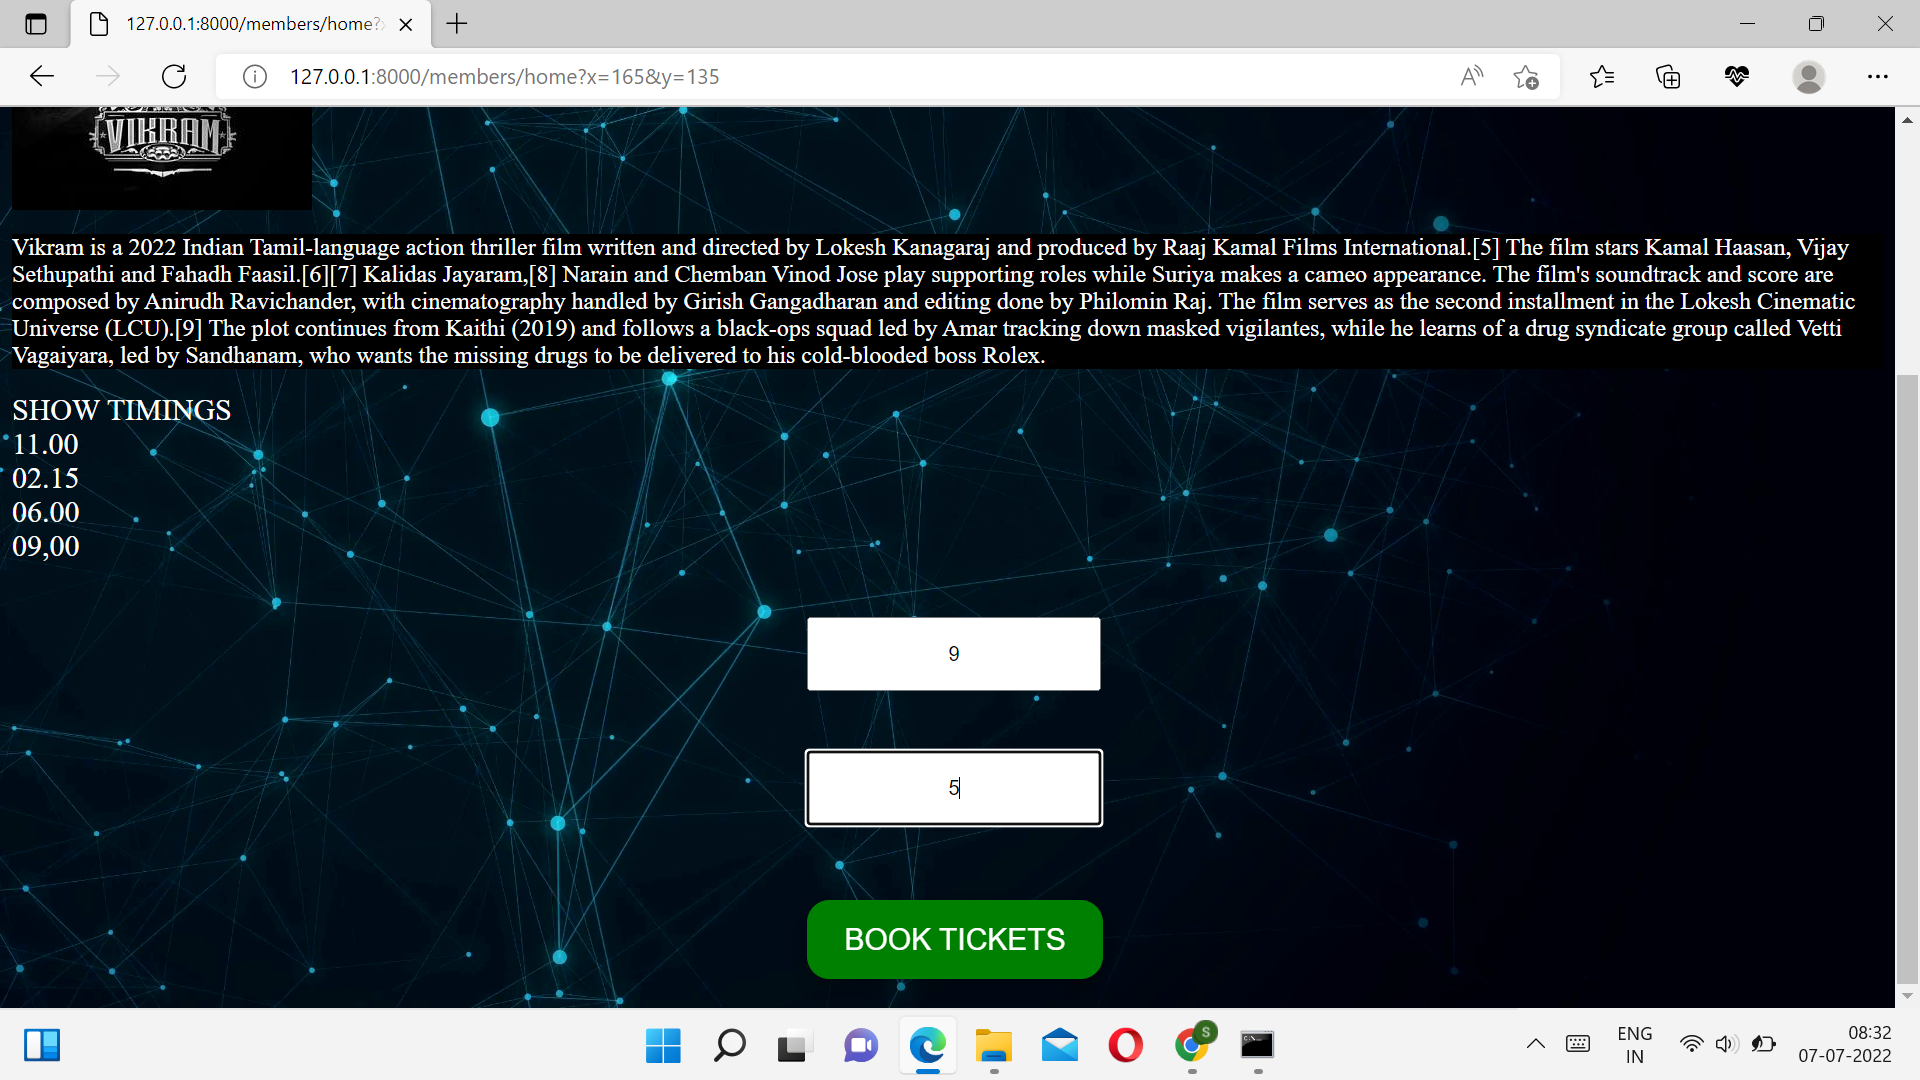 127.0.0.1:8000/members/home?
127.0.0.1:8000/members/home?x=165&y=135
VIKRAM
Vikram is a 2022 Indian Tamil-language action thriller film written and directed by Lokesh Kanagaraj and produced by Raaj Kamal Films International.[5] The film stars Kamal Haasan, Vijay
Sethupathi and Fahadh Faasil.[6][7] Kalidas Jayaram,[8] Narain and Chemban Vinod Jose play supporting roles while Suriya makes a cameo appearance. The film's soundtrack and score are
composed by Anirudh Ravichander, with cinematography handled by Girish Gangadharan and editing done by Philomin Raj. The film serves as the second installment in the Lokesh Cinematic
Universe (LCU).[9] The plot continues from Kaithi (2019) and follows a black-ops squad led by Amar tracking down masked vigilantes, while he learns of a drug syndicate group called Vetti
Vagaiyara, led by Sandhanam, who wants the missing drugs to be delivered to his cold-blooded boss Rolex.
SHOW TIMINGS
11.00
02.15
06.00
09,00
9
5
BOOK TICKETS
S
ENG
IN
08:32
07-07-2022